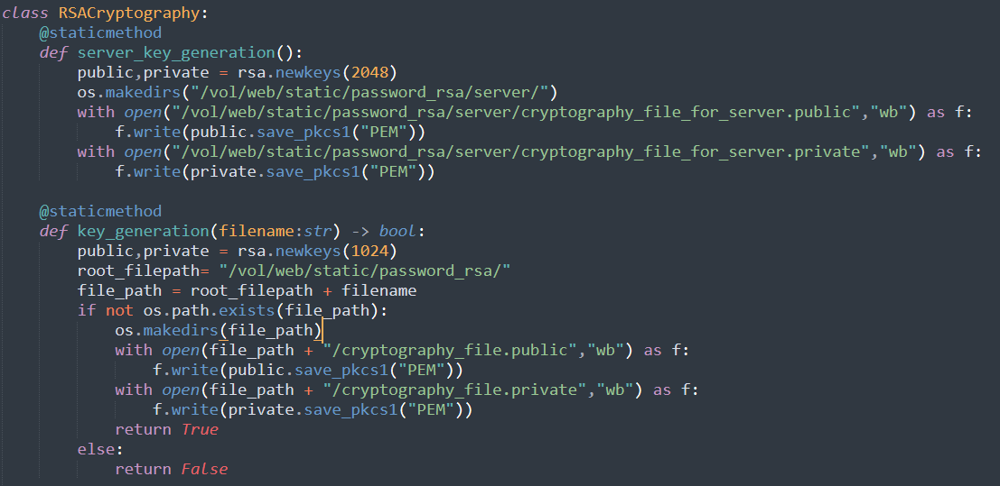 class RSACryptography:
    @staticmethod
    def server_key_generation():
        public,private = rsa.newkeys(2048)
        os.makedirs("/vol/web/static/password_rsa/server/")
        with open("/vol/web/static/password_rsa/server/cryptography_file_for_server.public","wb") as f:
            f.write(public.save_pkcs1("PEM"))
        with open("/vol/web/static/password_rsa/server/cryptography_file_for_server.private","wb") as f:
            f.write(private.save_pkcs1("PEM"))

    @staticmethod
    def key_generation(filename:str) -> bool:
        public,private = rsa.newkeys(1024)
        root_filepath= "/vol/web/static/password_rsa/"
        file_path = root_filepath + filename
        if not os.path.exists(file_path):
            os.makedirs(file_path)
            with open(file_path + "/cryptography_file.public","wb") as f:
                f.write(public.save_pkcs1("PEM"))
            with open(file_path + "/cryptography_file.private","wb") as f:
                f.write(private.save_pkcs1("PEM"))
            return True
        else:
            return False